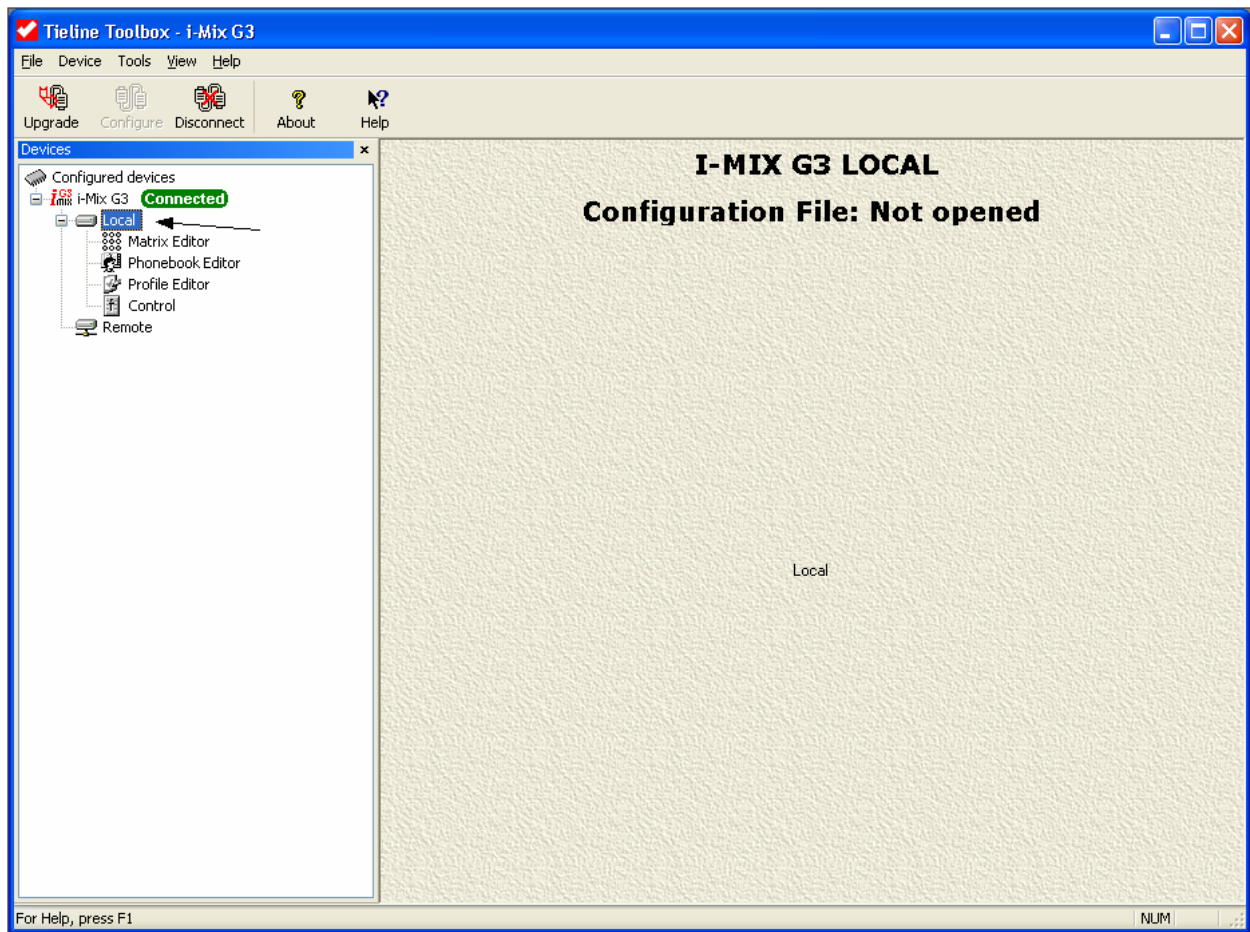 Tieline Toolbox - i-Mix G3
File Device Tools View Help
Upgrade Configure Disconnect About Help
Devices
Configured devices
iG3 mix i-Mix G3 Connected
Local
Matrix Editor
Phonebook Editor
Profile Editor
Control
Remote
I-MIX G3 LOCAL
Configuration File: Not opened
Local
For Help, press F1
NUM